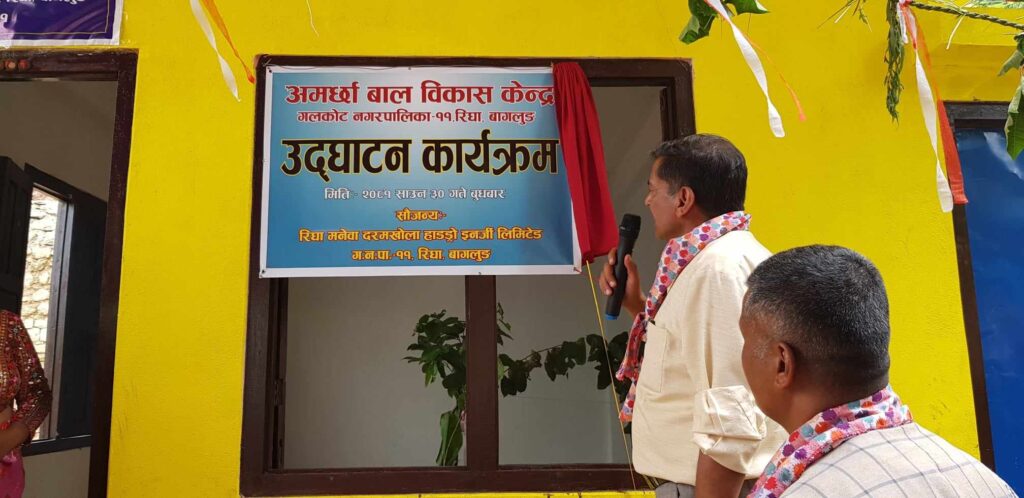 अमर्छा बाल विकास केन्द्र
गलकोट नगरपालिका-११,रिघा, बागलुङ
उद्घाटन कार्यक्रम
मिति:- २०८१ साउन ३० गते बुधबार
सौजन्य:-
रिघा मनेवा दरमखोला हाइड्रो इनर्जी लिमिटेड
ग.न.पा.-११, रिघा, बागलुङ